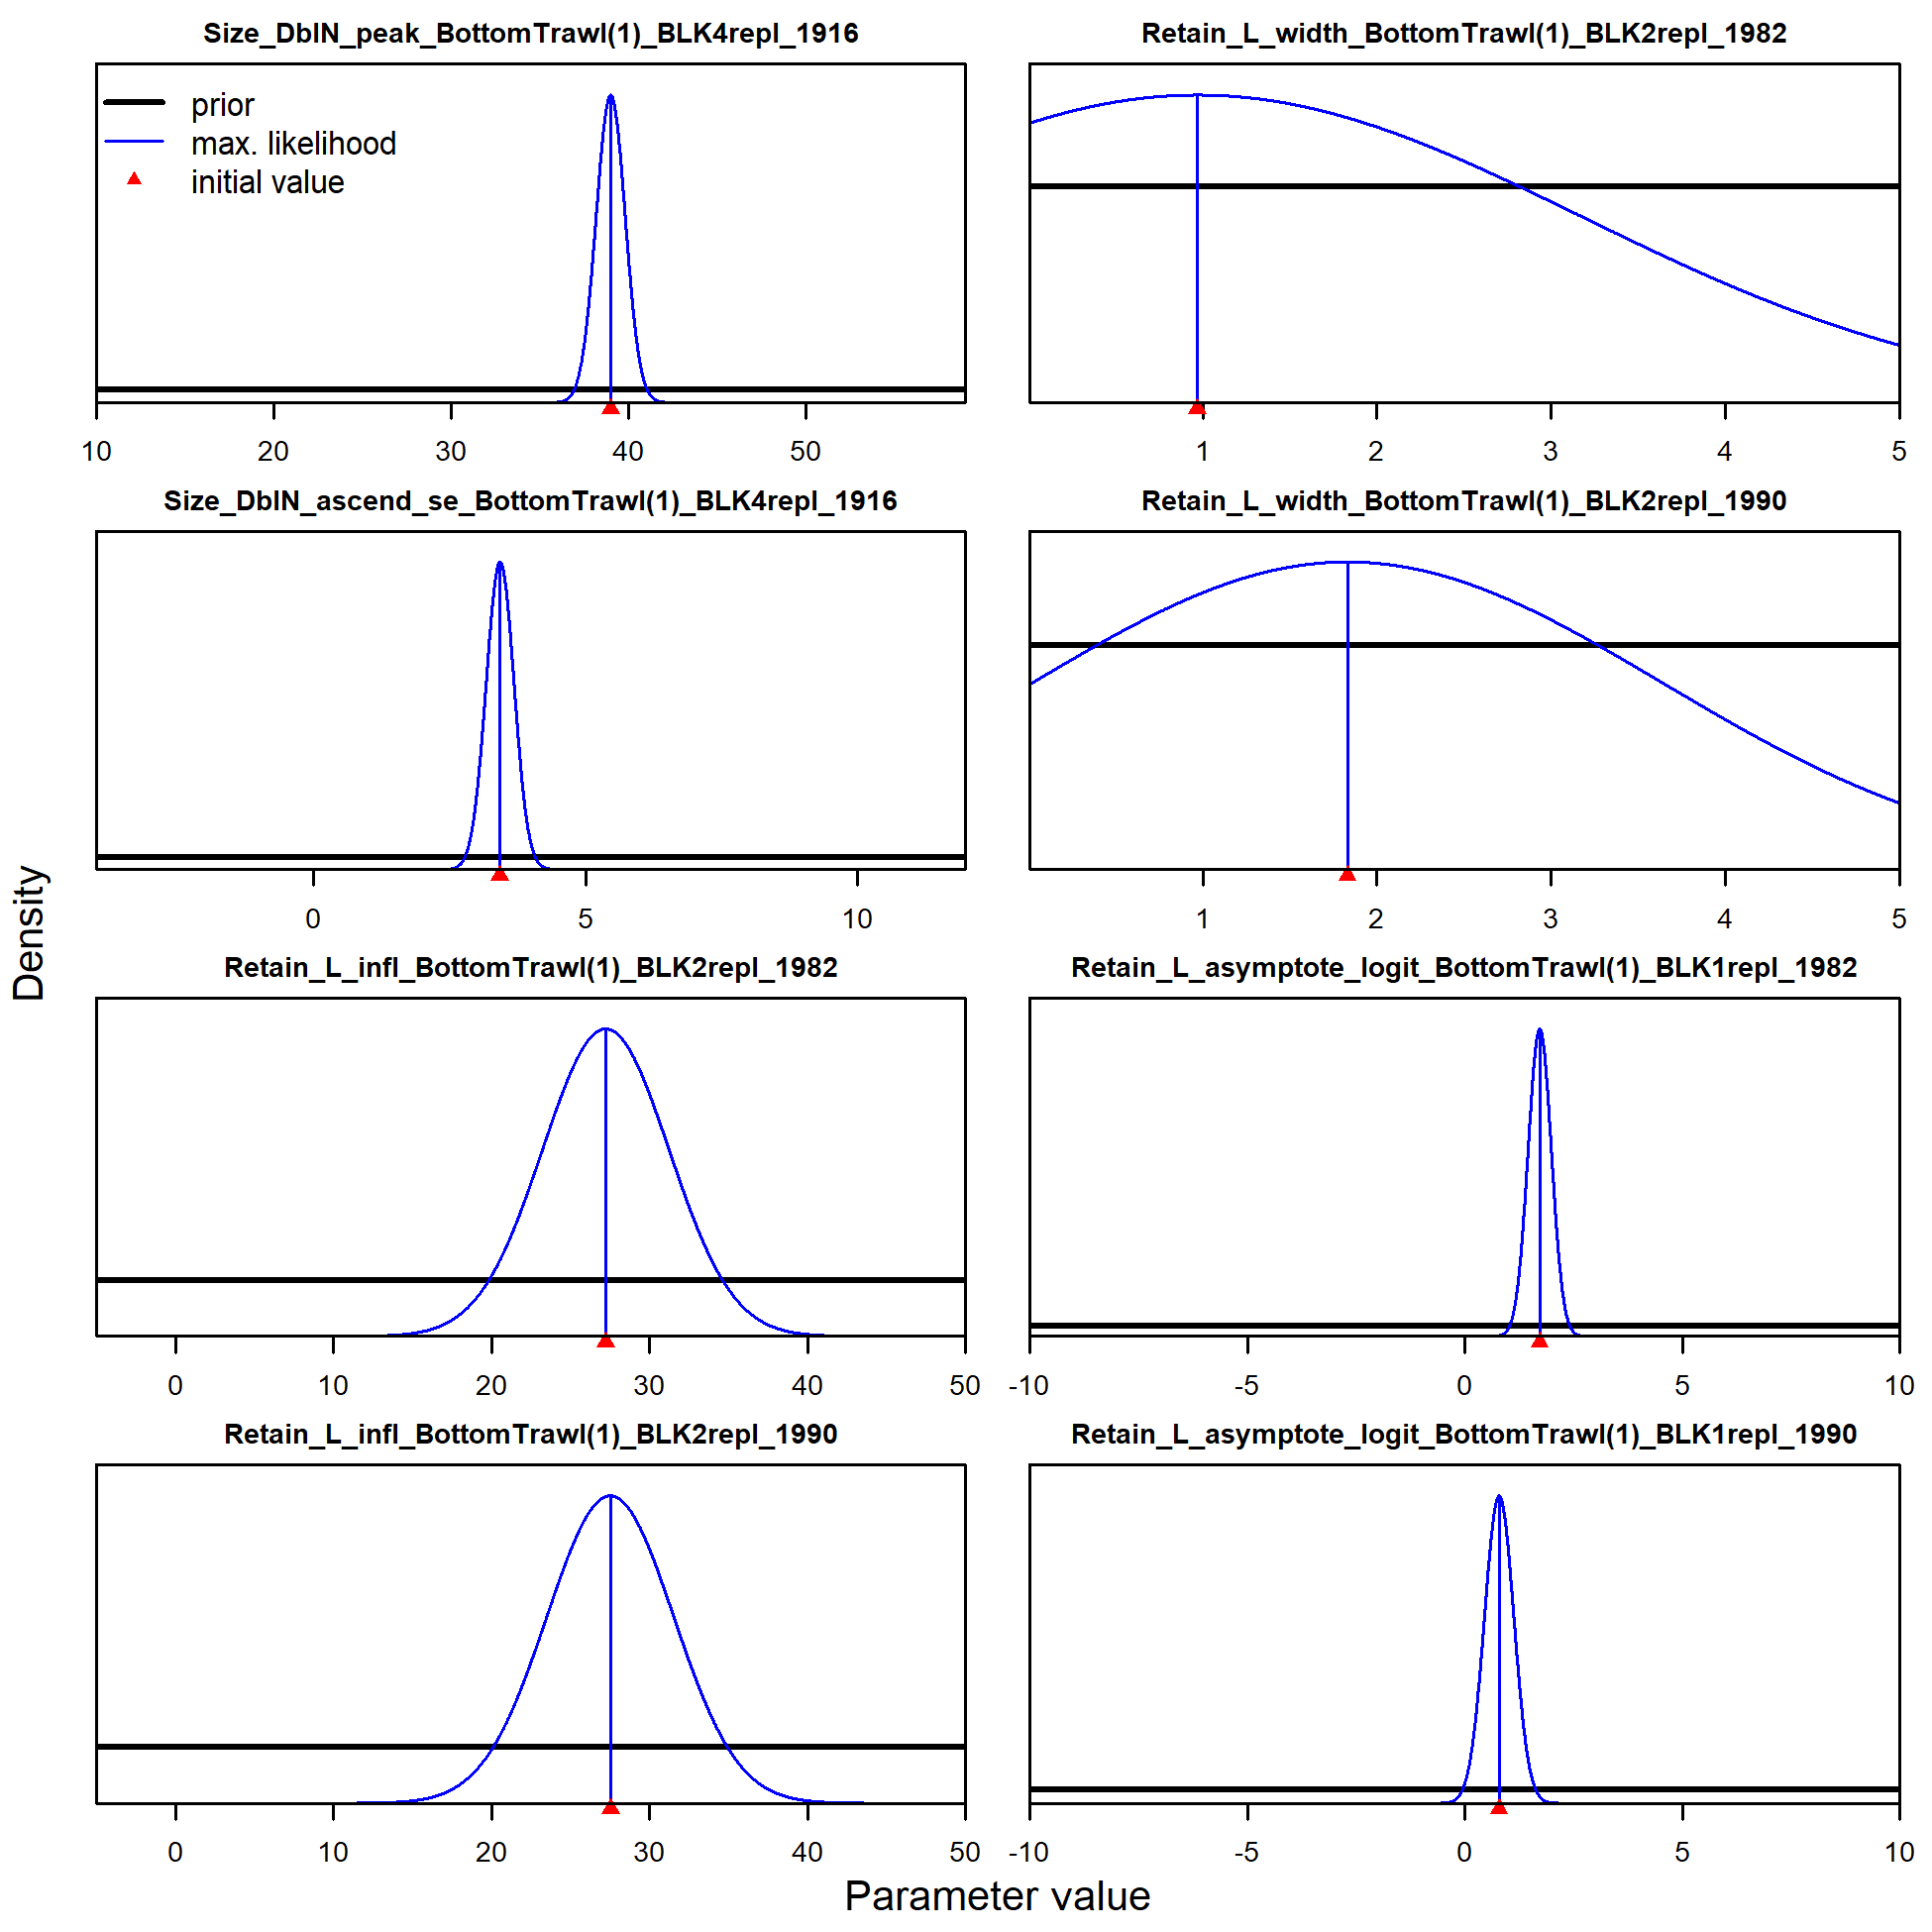 Size_DblN_peak_BottomTrawl(1)_BLK4repl_1916
prior
max. likelihood
initial value
10 20 30 40 50
Retain_L_width_BottomTrawl(1)_BLK2repl_1982
1 2 3 4 5
Size_DblN_ascend_se_BottomTrawl(1)_BLK4repl_1916
0 5 10
Retain_L_width_BottomTrawl(1)_BLK2repl_1990
1 2 3 4 5
Retain_L_infl_BottomTrawl(1)_BLK2repl_1982
0 10 20 30 40 50
Retain_L_asymptote_logit_BottomTrawl(1)_BLK1repl_1982
-10 -5 0 5 10
Retain_L_infl_BottomTrawl(1)_BLK2repl_1990
0 10 20 30 40 50
Retain_L_asymptote_logit_BottomTrawl(1)_BLK1repl_1990
-10 -5 0 5 10
Density
Parameter value